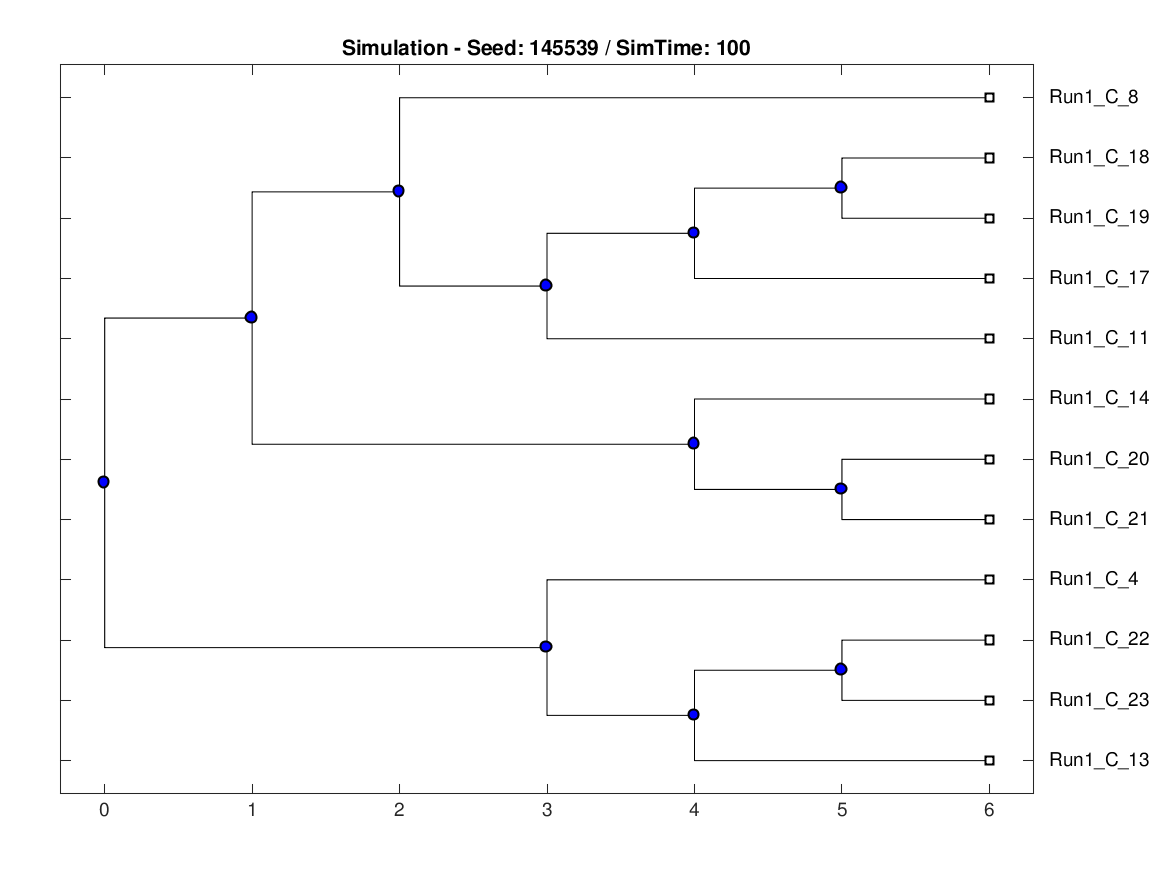 Simulation - Seed: 145539 / SimTime: 100
Run1_C_8
Run1_C_18
Run1_C_19
Run1_C_17
Run1_C_11
Run1_C_14
Run1_C_20
Run1_C_21
Run1_C_4
Run1_C_22
Run1_C_23
Run1_C_13
0 1 2 3 4 5 6